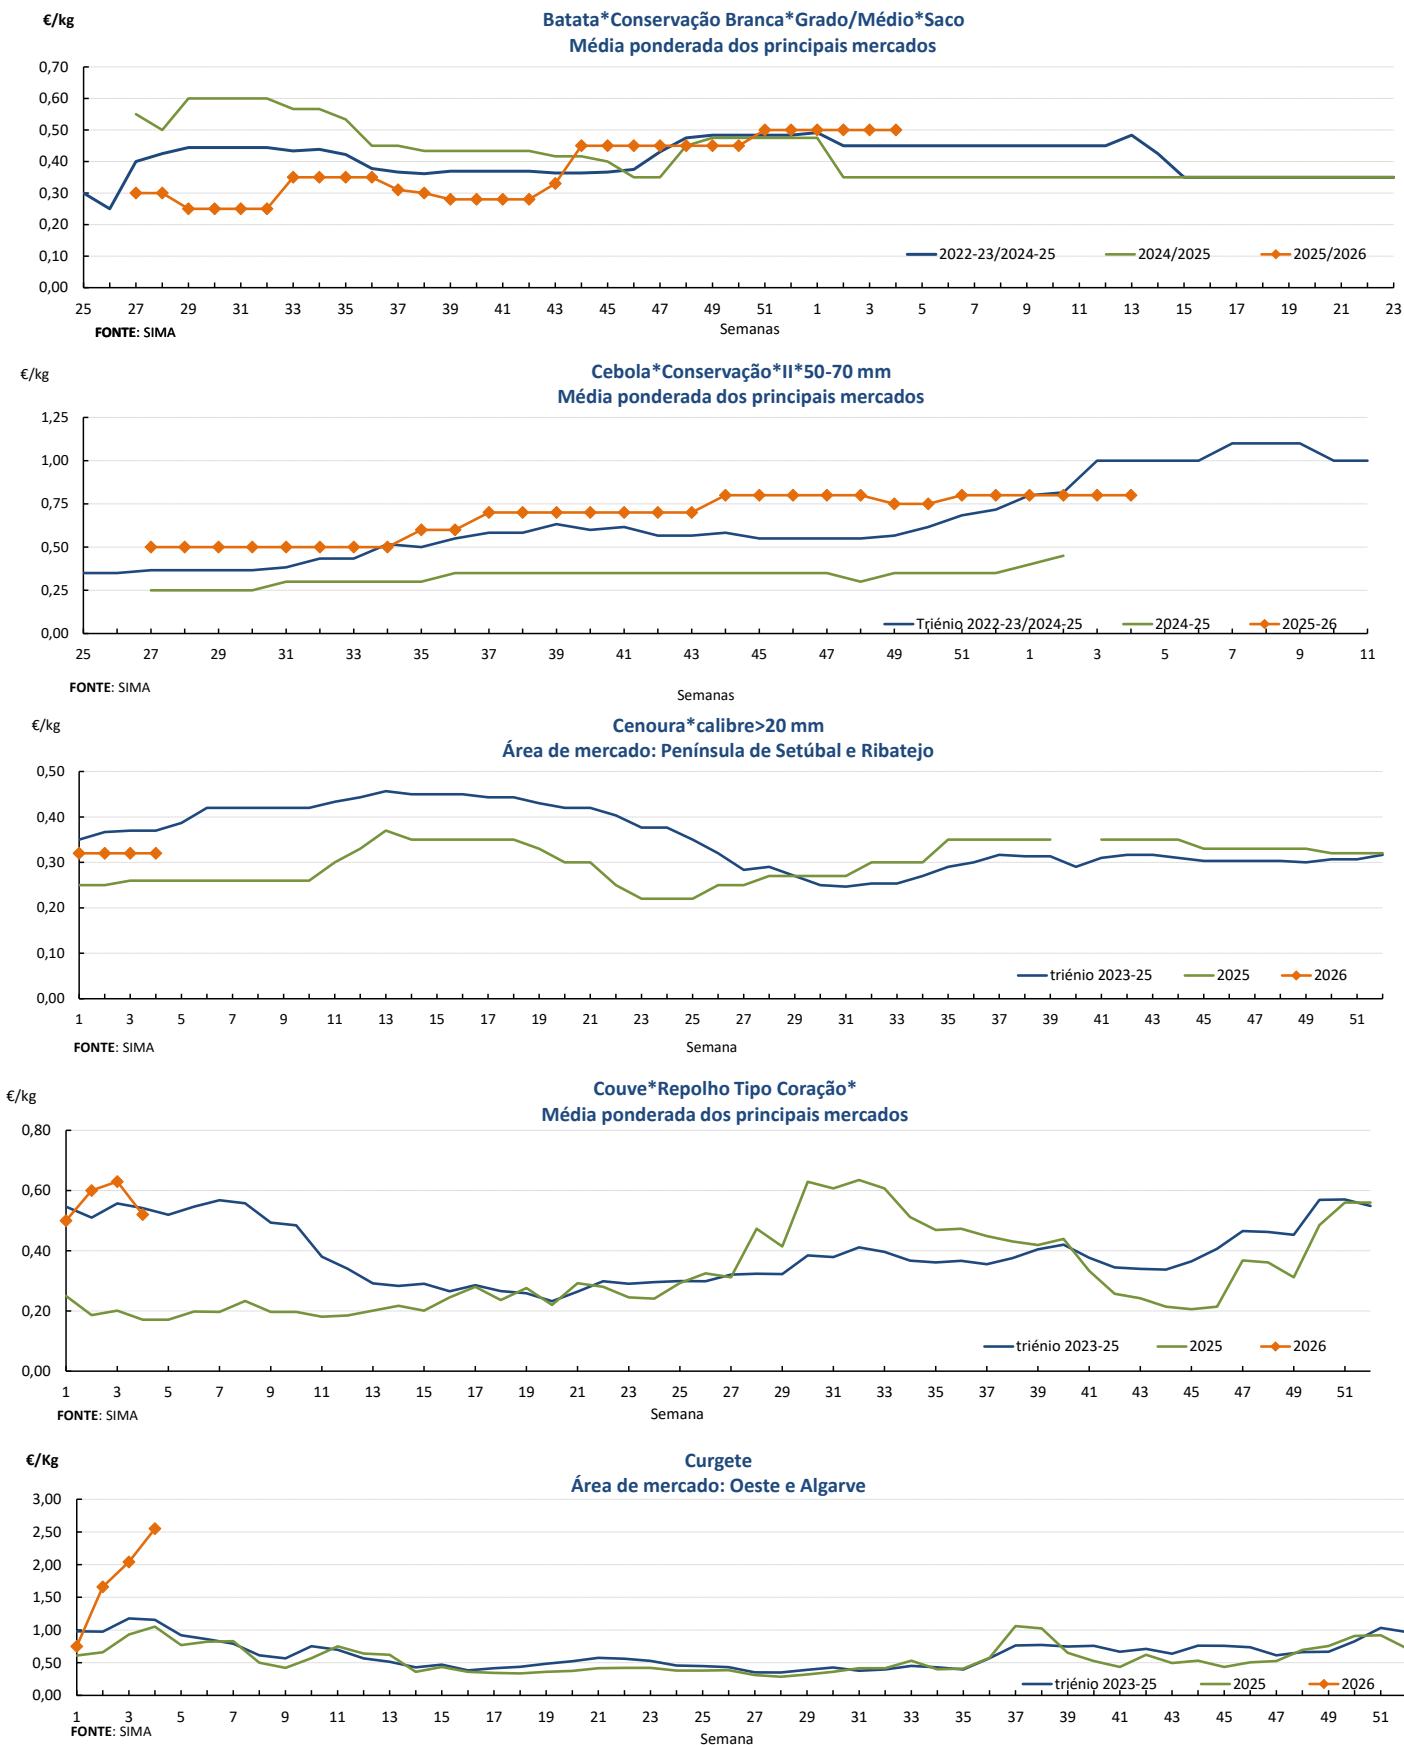 €/kg
Batata*Conservação Branca*Grado/Médio*Saco
Média ponderada dos principais mercados
0,70
0,60
0,50
0,40
0,30
0,20
0,10
0,00
2022-23/2024-25 2024/2025 2025/2026
25 27 29 31 33 35 37 39 41 43 45 47 49 51 1 3 5 7 9 11 13 15 17 19 21 23
FONTE: SIMA
Semanas
€/kg
Cebola*Conservação*II*50-70 mm
Média ponderada dos principais mercados
1,25
1,00
0,75
0,50
0,25
0,00
Triénio 2022-23/2024-25 2024-25 2025-26
25 27 29 31 33 35 37 39 41 43 45 47 49 51 1 3 5 7 9 11
FONTE: SIMA
Semanas
€/kg
Cenoura*calibre>20 mm
Área de mercado: Península de Setúbal e Ribatejo
0,50
0,40
0,30
0,20
0,10
0,00
triénio 2023-25 2025 2026
1 3 5 7 9 11 13 15 17 19 21 23 25 27 29 31 33 35 37 39 41 43 45 47 49 51
FONTE: SIMA
Semana
€/kg
Couve*Repolho Tipo Coração*
Média ponderada dos principais mercados
0,80
0,60
0,40
0,20
0,00
triénio 2023-25 2025 2026
1 3 5 7 9 11 13 15 17 19 21 23 25 27 29 31 33 35 37 39 41 43 45 47 49 51
FONTE: SIMA
Semana
€/Kg
Curgete
Área de mercado: Oeste e Algarve
3,00
2,50
2,00
1,50
1,00
0,50
0,00
triénio 2023-25 2025 2026
1 3 5 7 9 11 13 15 17 19 21 23 25 27 29 31 33 35 37 39 41 43 45 47 49 51
FONTE: SIMA
Semana